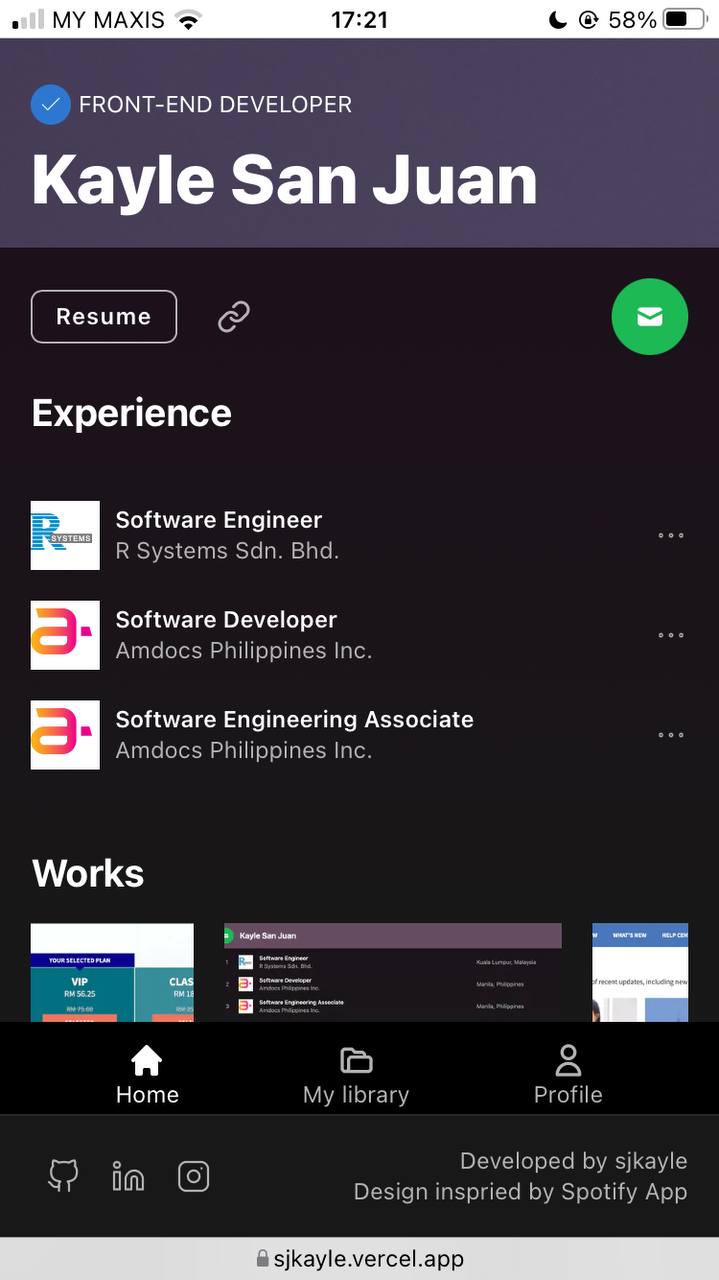 MY MAXIS 17:21 58%
FRONT-END DEVELOPER
Kayle San Juan
Resume
Experience
R SYSTEMS
Software Engineer
R Systems Sdn. Bhd.
a
Software Developer
Amdocs Philippines Inc.
a
Software Engineering Associate
Amdocs Philippines Inc.
Works
YOUR SELECTED PLAN
VIP CLAS
RM 56.25 RM 18
RM 75.00
Kayle San Juan
1 Software Engineer Kuala Lumpur, Malaysia
R Systems Sdn. Bhd.
2 Software Developer Manila, Philippines
Amdocs Philippines Inc.
3 Software Engineering Associate Manila, Philippines
Amdocs Philippines Inc.
W WHAT'S NEW HELP CEN
of recent updates, including new
Home My library Profile
Developed by sjkayle
Design inspried by Spotify App
sjkayle.vercel.app